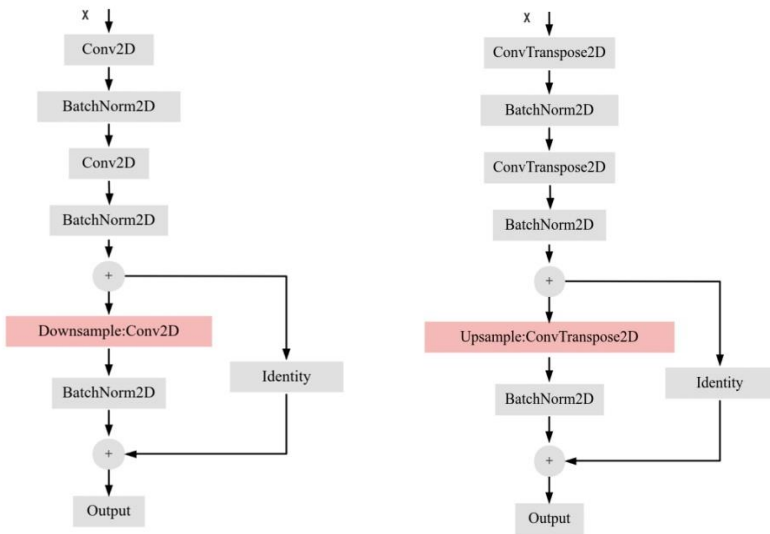 X
Conv2D
BatchNorm2D
Conv2D
BatchNorm2D
+
Downsample:Conv2D
Identity
BatchNorm2D
+
Output
X
ConvTranspose2D
BatchNorm2D
ConvTranspose2D
BatchNorm2D
+
Upsample:ConvTranspose2D
Identity
BatchNorm2D
+
Output